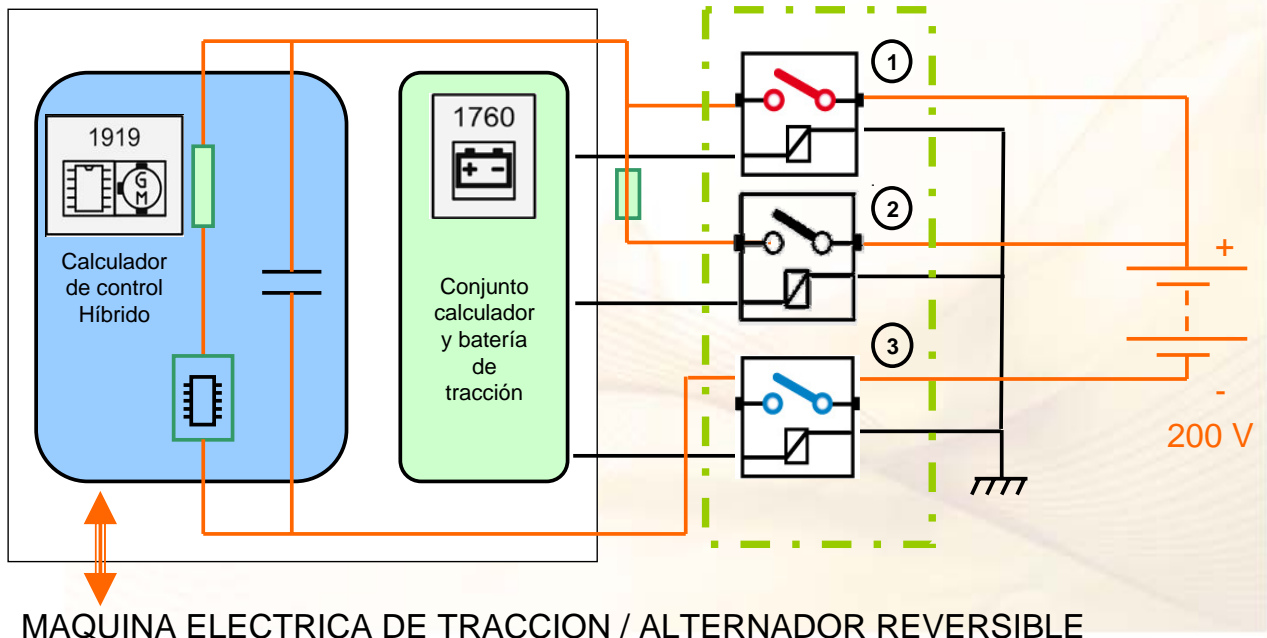 1919
G
M
Calculador
de control
Híbrido
1760
+ -
Conjunto
calculador
y batería
de
tracción
1
2
3
+
-
200 V
MAQUINA ELECTRICA DE TRACCION / ALTERNADOR REVERSIBLE